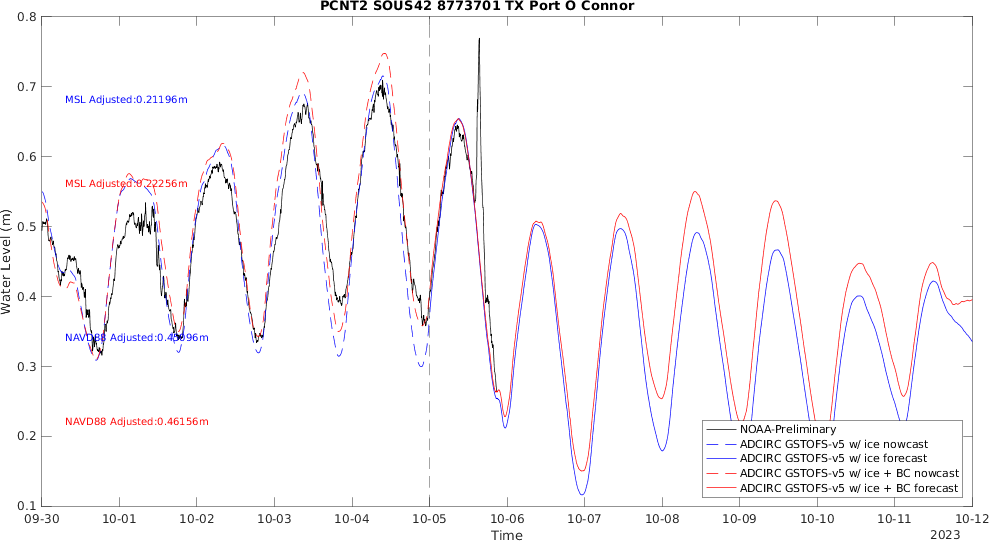 PCNT2 SOUS42 8773701 TX Port O Connor
0.8
0.7
0.6
0.5
0.4
0.3
0.2
0.1
Water Level (m)
MSL Adjusted:0.21196m
MSL Adjusted:0.22256m
NAVD88 Adjusted:0.45096m
NAVD88 Adjusted:0.46156m
NOAA-Preliminary
ADCIRC GSTOFS-v5 w/ ice nowcast
ADCIRC GSTOFS-v5 w/ ice forecast
ADCIRC GSTOFS-v5 w/ ice + BC nowcast
ADCIRC GSTOFS-v5 w/ ice + BC forecast
09-30 10-01 10-02 10-03 10-04 10-05 10-06 10-07 10-08 10-09 10-10 10-11 10-12
Time
2023